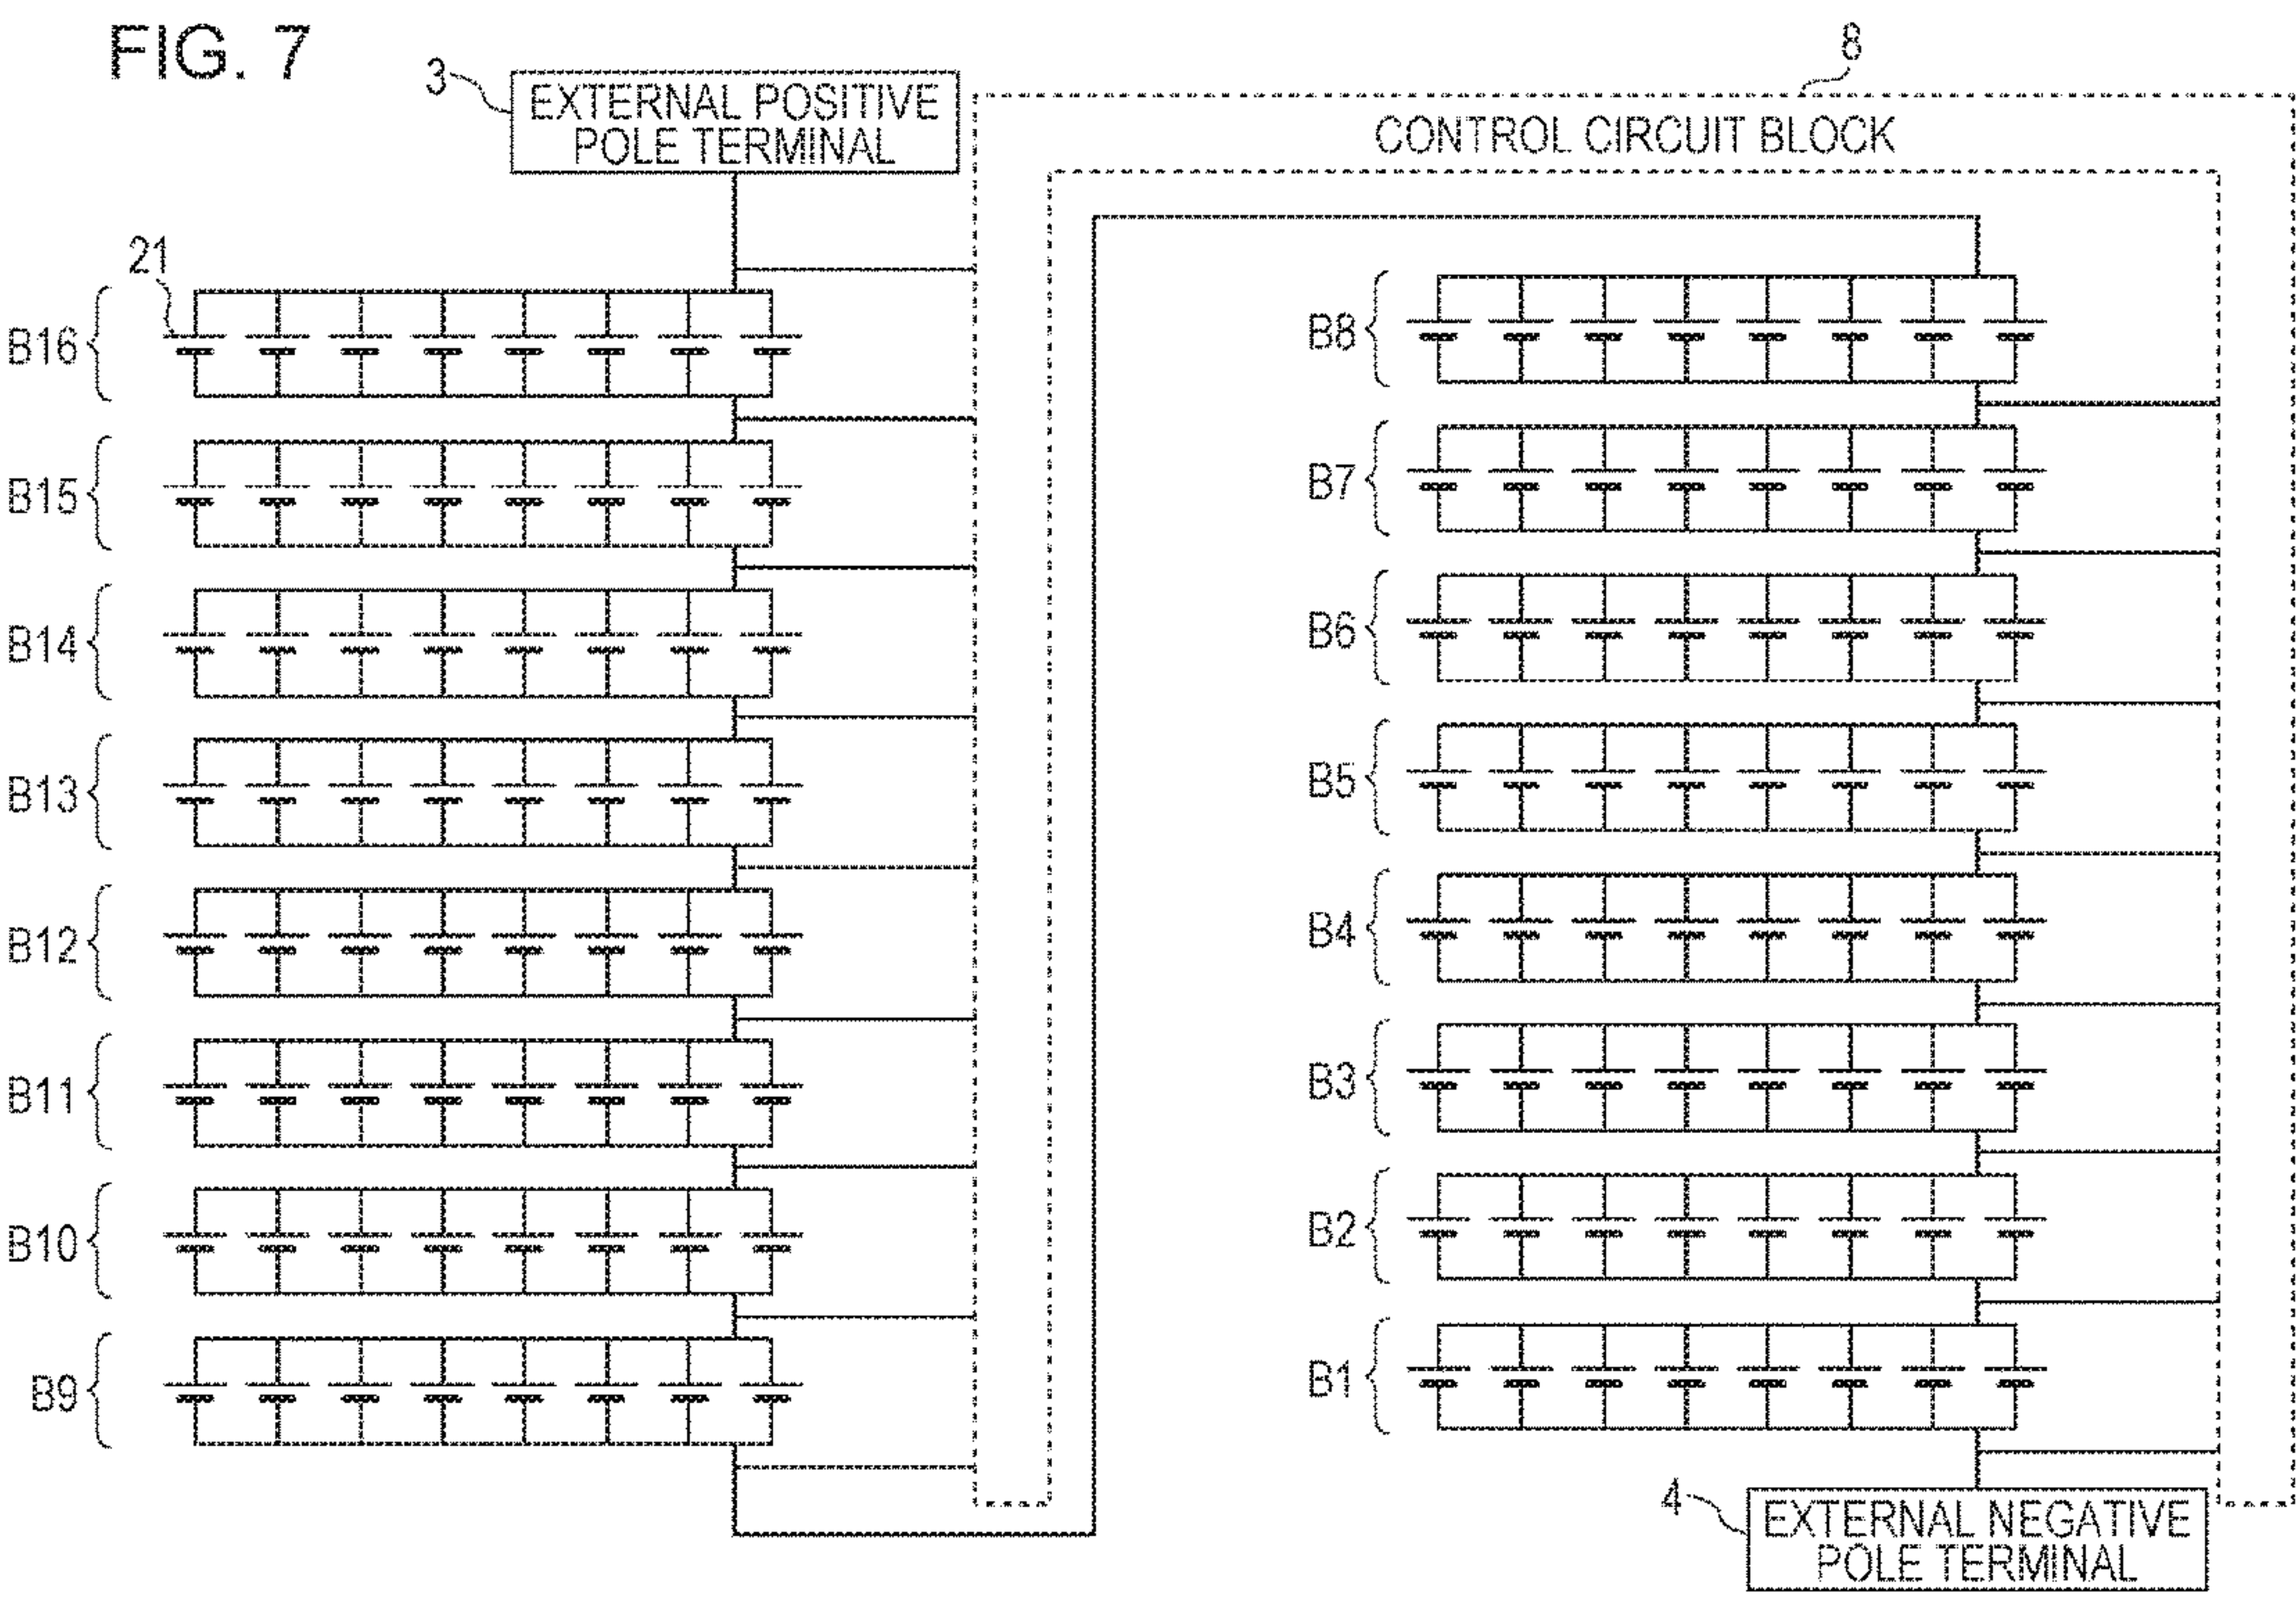 FIG. 7
3
EXTERNAL POSITIVE
POLE TERMINAL
8
CONTROL CIRCUIT BLOCK
21
B16
B15
B14
B13
B12
B11
B10
B9
B8
B7
B6
B5
B4
B3
B2
B1
4
EXTERNAL NEGATIVE
POLE TERMINAL